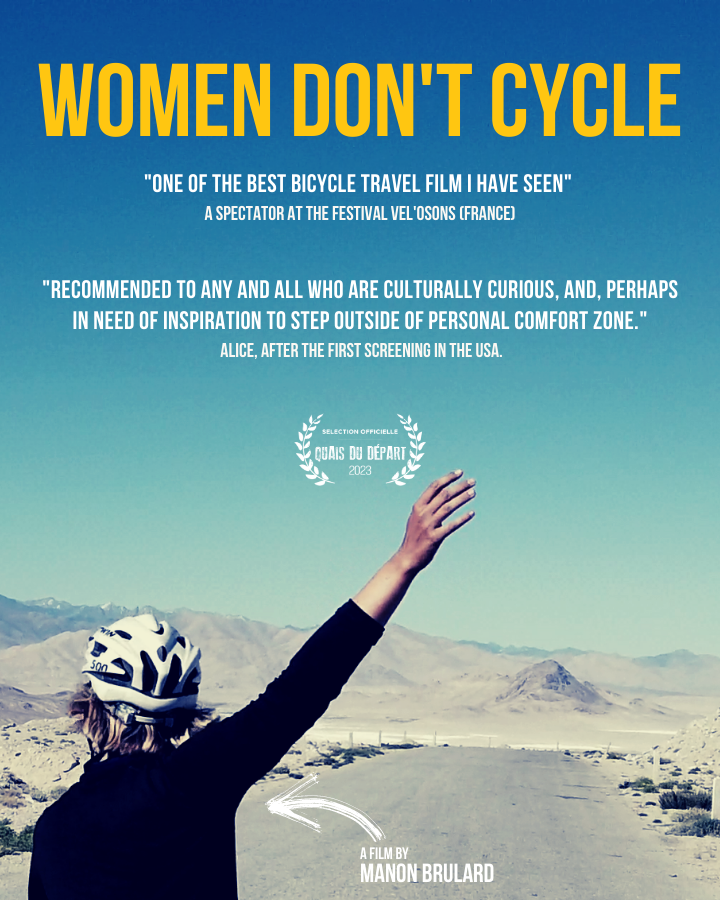 WOMEN DON'T CYCLE
"ONE OF THE BEST BICYCLE TRAVEL FILM I HAVE SEEN"
A SPECTATOR AT THE FESTIVAL VEL'OSONS (FRANCE)
"RECOMMENDED TO ANY AND ALL WHO ARE CULTURALLY CURIOUS, AND, PERHAPS
IN NEED OF INSPIRATION TO STEP OUTSIDE OF PERSONAL COMFORT ZONE."
ALICE, AFTER THE FIRST SCREENING IN THE USA.
SELECTION OFFICIELLE
QUAIS DU DÉPART
2023
500
A FILM BY
MANON BRULARD